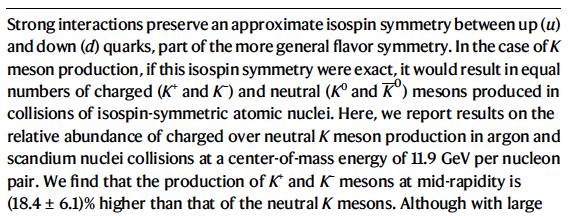 Strong interactions preserve an approximate isospin symmetry between up (u)
and down (d) quarks, part of the more general flavor symmetry. In the case of K
meson production, if this isospin symmetry were exact, it would result in equal
numbers of charged (K⁺ and K⁻) and neutral (K⁰ and K̅⁰) mesons produced in
collisions of isospin-symmetric atomic nuclei. Here, we report results on the
relative abundance of charged over neutral K meson production in argon and
scandium nuclei collisions at a center-of-mass energy of 11.9 GeV per nucleon
pair. We find that the production of K⁺ and K⁻ mesons at mid-rapidity is
(18.4 ± 6.1)% higher than that of the neutral K mesons. Although with large